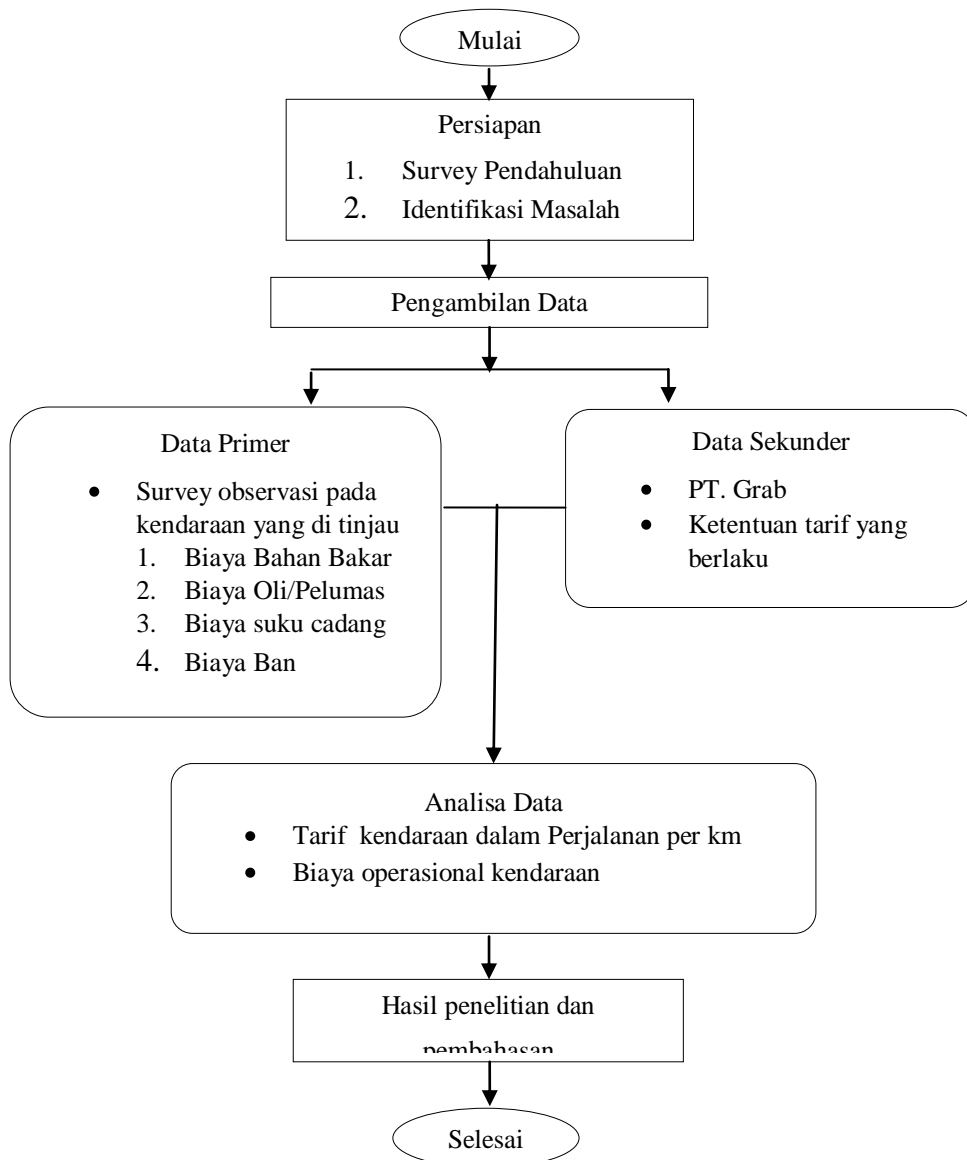 Mulai
Persiapan
1. Survey Pendahuluan
2. Identifikasi Masalah
Pengambilan Data
Data Primer
• Survey observasi pada
kendaraan yang di tinjau
1. Biaya Bahan Bakar
2. Biaya Oli/Pelumas
3. Biaya suku cadang
4. Biaya Ban
Data Sekunder
• PT. Grab
• Ketentuan tarif yang
berlaku
Analisa Data
• Tarif kendaraan dalam Perjalanan per km
• Biaya operasional kendaraan
Hasil penelitian dan
pembahasan
Selesai